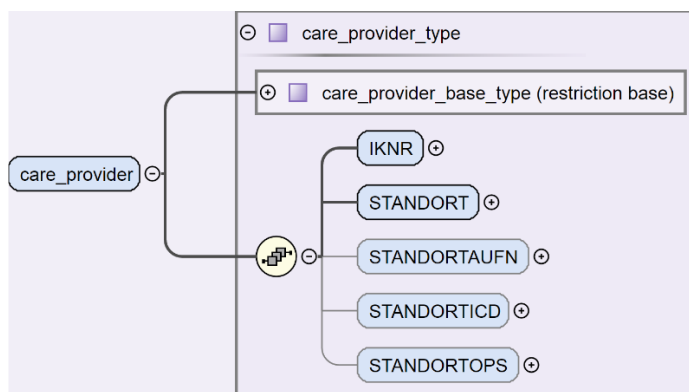 care_provider_type
care_provider_base_type (restriction base)
IKNR
care_provider
STANDORT
STANDORTAUFN
STANDORTICD
STANDORTOPS